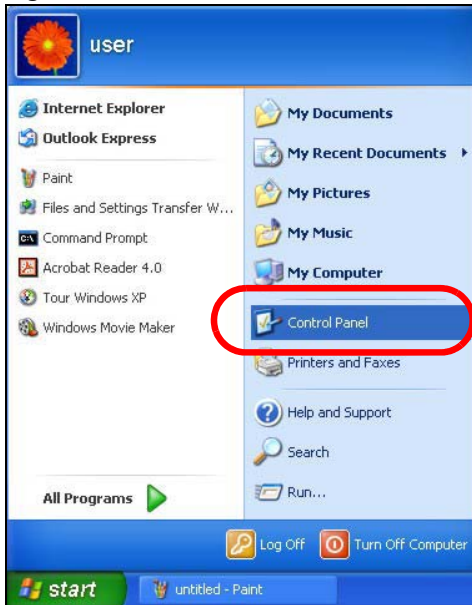 user
Internet Explorer
Outlook Express
Paint
Files and Settings Transfer W...
Command Prompt
Acrobat Reader 4.0
Tour Windows XP
Windows Movie Maker
All Programs
My Documents
My Recent Documents
My Pictures
My Music
My Computer
Control Panel
Printers and Faxes
Help and Support
Search
Run...
Log Off
Turn Off Computer
start
untitled - Paint